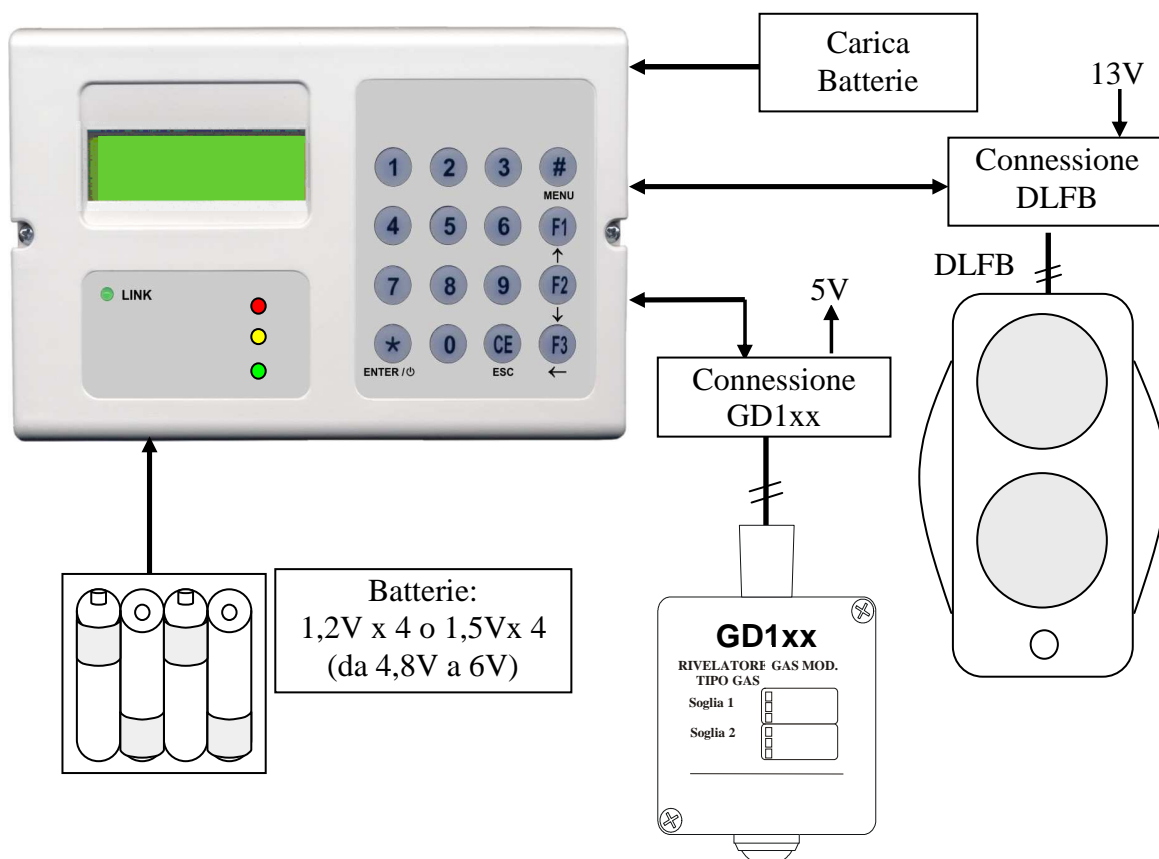 Carica
Batterie
13V
Connessione
DLFB
DLFB
1 2 3 #
MENU
4 5 6 F1
↑
7 8 9 F2
↓
* 0 CE F3
ENTER / ⏻ ESC ←
LINK
5V
Connessione
GD1xx
Batterie:
1,2V x 4 o 1,5Vx 4
(da 4,8V a 6V)
GD1xx
RIVELATORE GAS MOD.
TIPO GAS
Soglia 1
Soglia 2